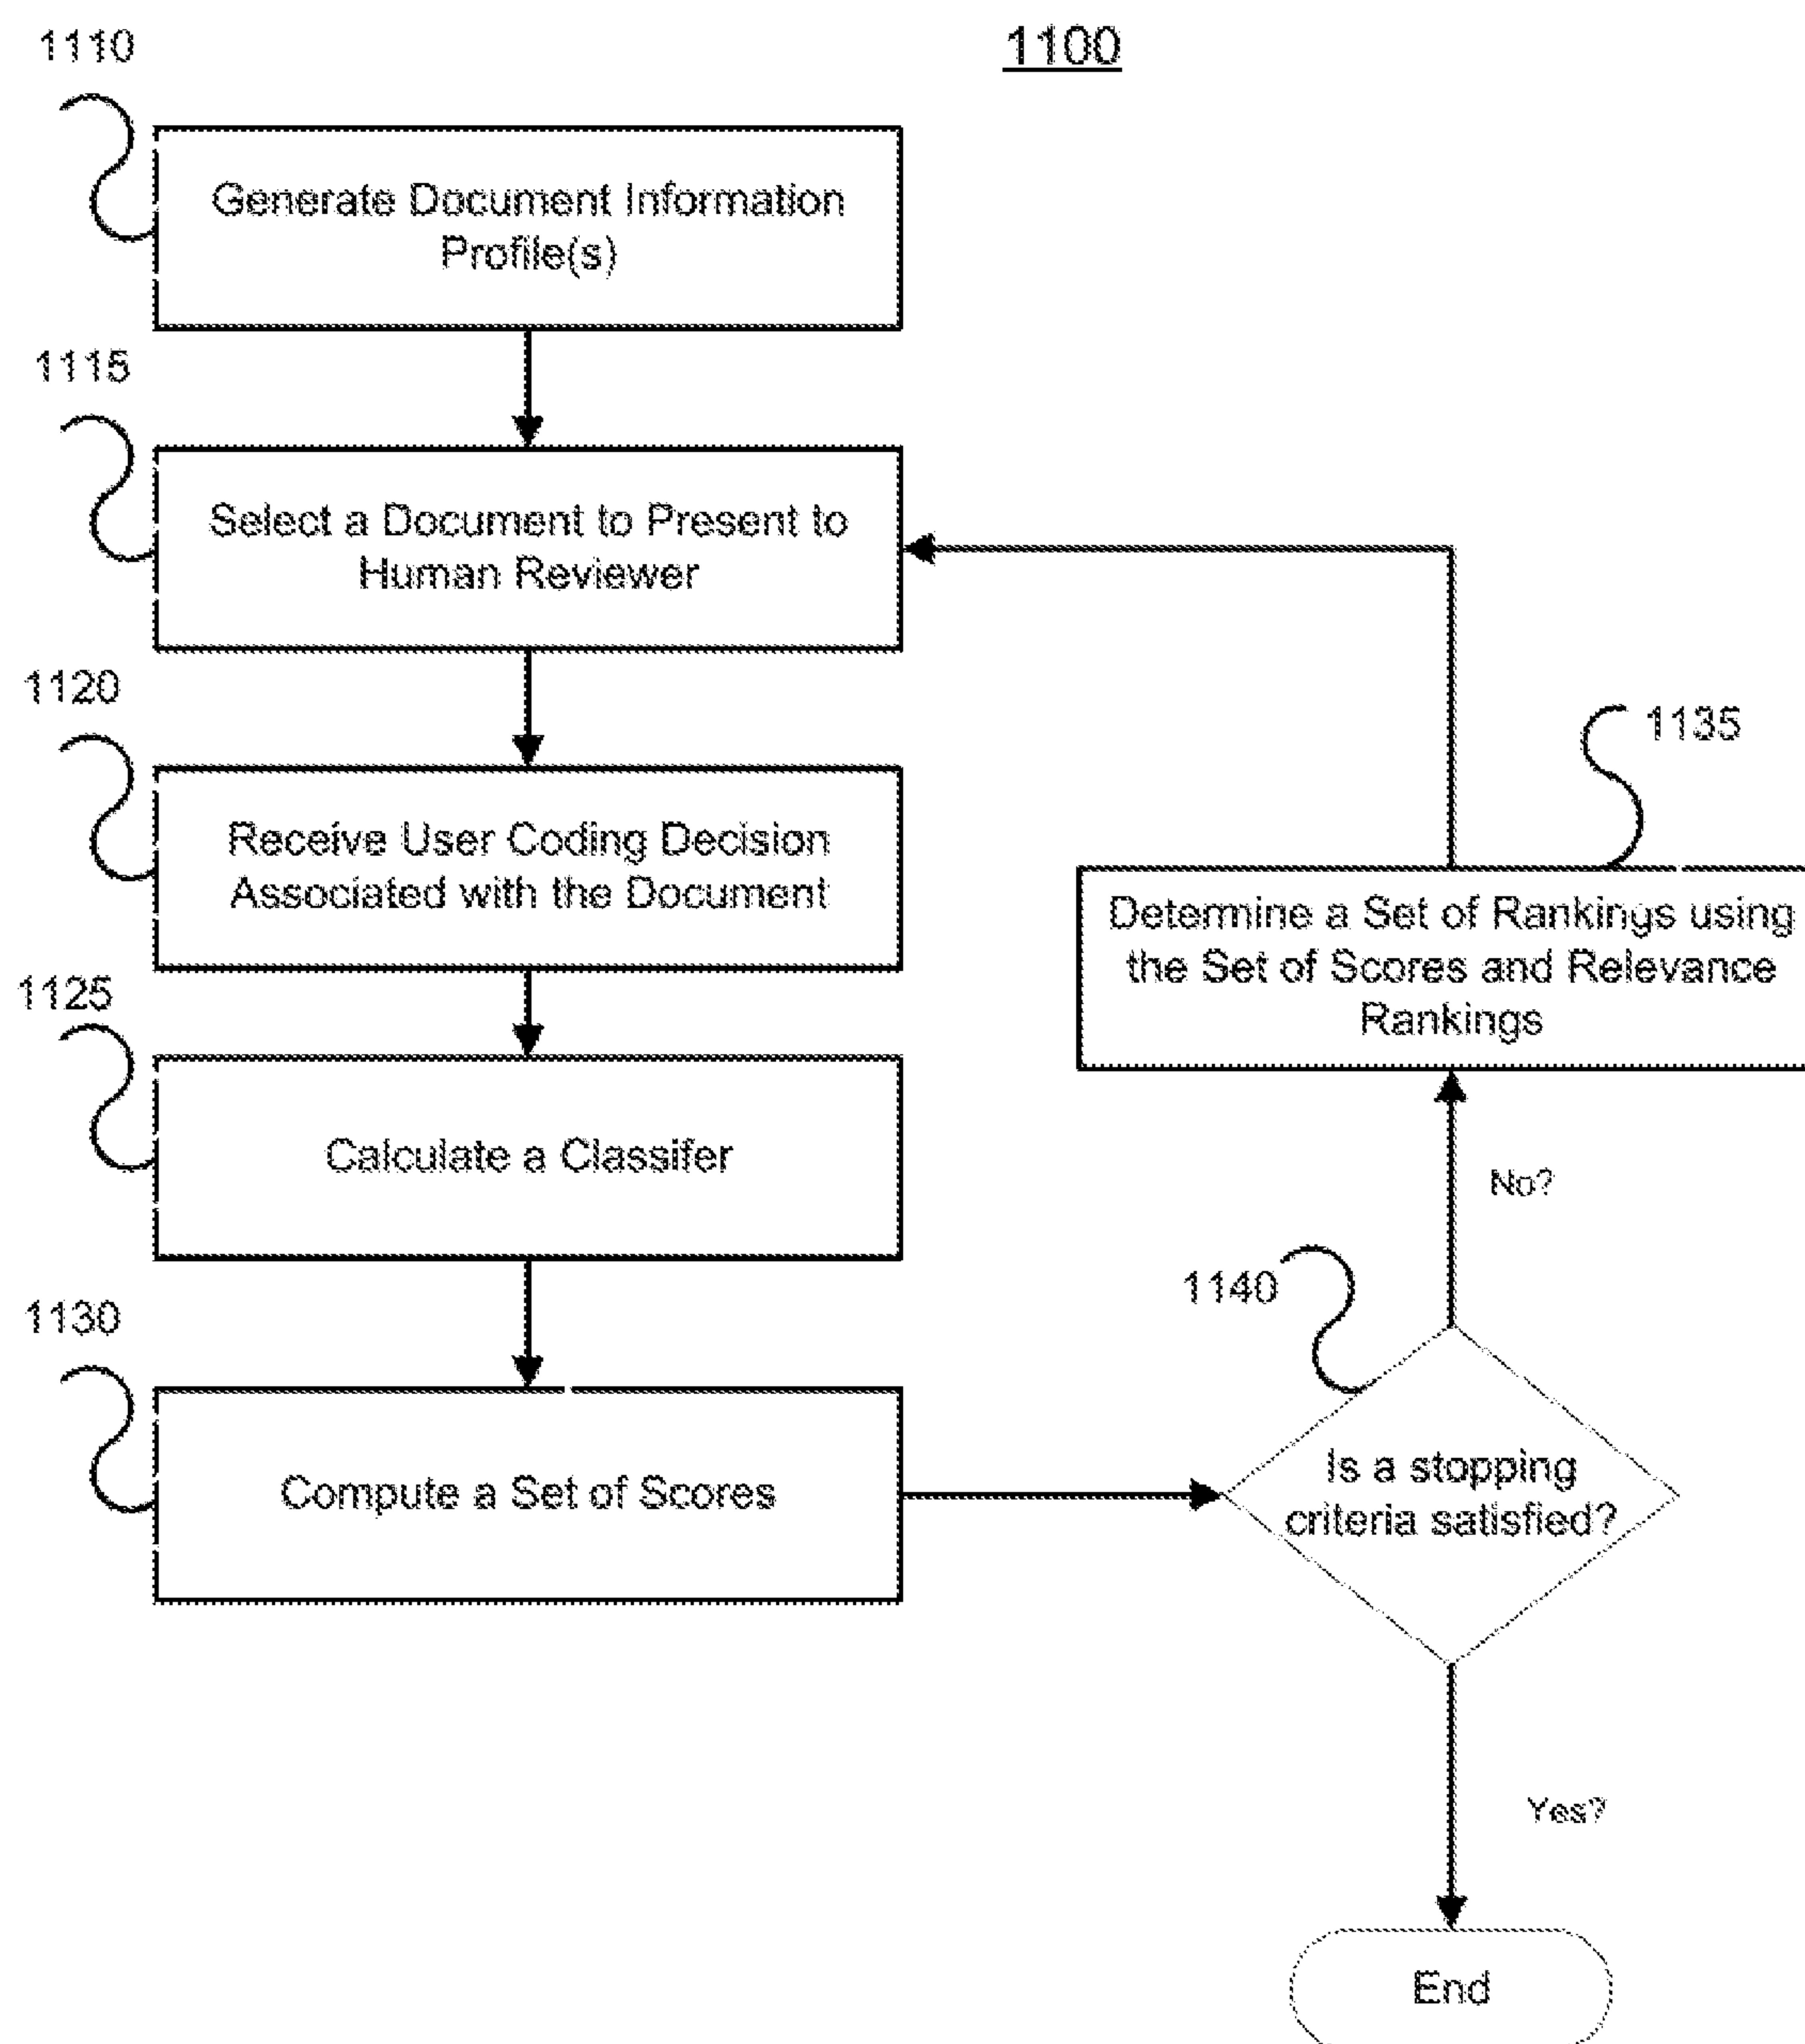 1100
1110
Generate Document Information
Profile(s)
1115
Select a Document to Present to
Human Reviewer
1120
Receive User Coding Decision
Associated with the Document
1125
Calculate a Classifer
1130
Compute a Set of Scores
1135
Determine a Set of Rankings using
the Set of Scores and Relevance
Rankings
No?
1140
Is a stopping
criteria satisfied?
Yes?
End